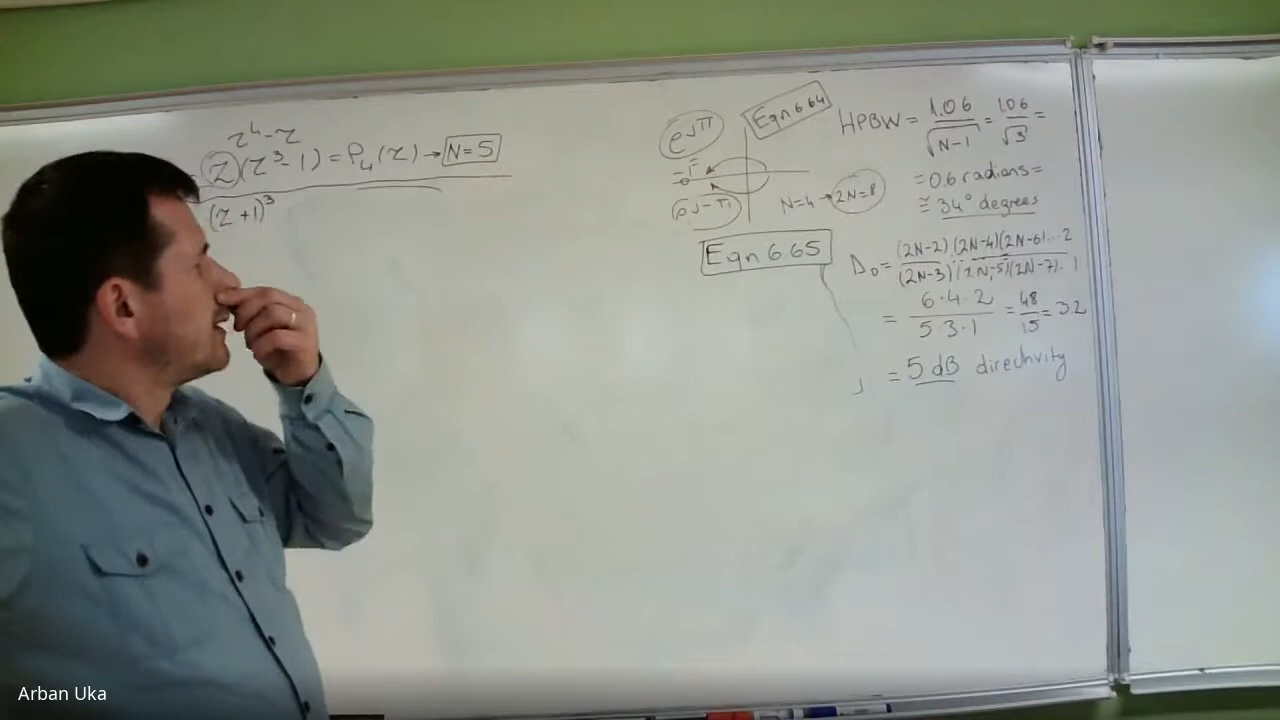 z⁴-z
z(z³-1) = P₄(z) → N=5
(z+1)³
e^jπ
Eqn 6.64
-1
e^j-π
N=4 → 2N=8
Eqn 6.65
HPBW = 1.06/√(N-1) = 1.06/√3 =
= 0.6 radians =
≅ 34° degrees
D₀ = (2N-2).(2N-4)(2N-6)...2 / (2N-3).(2N-5)(2N-7)..1
= 6·4·2 / 5·3·1 = 48/15 = 3.2
= 5 dB directivity
Arban Uka